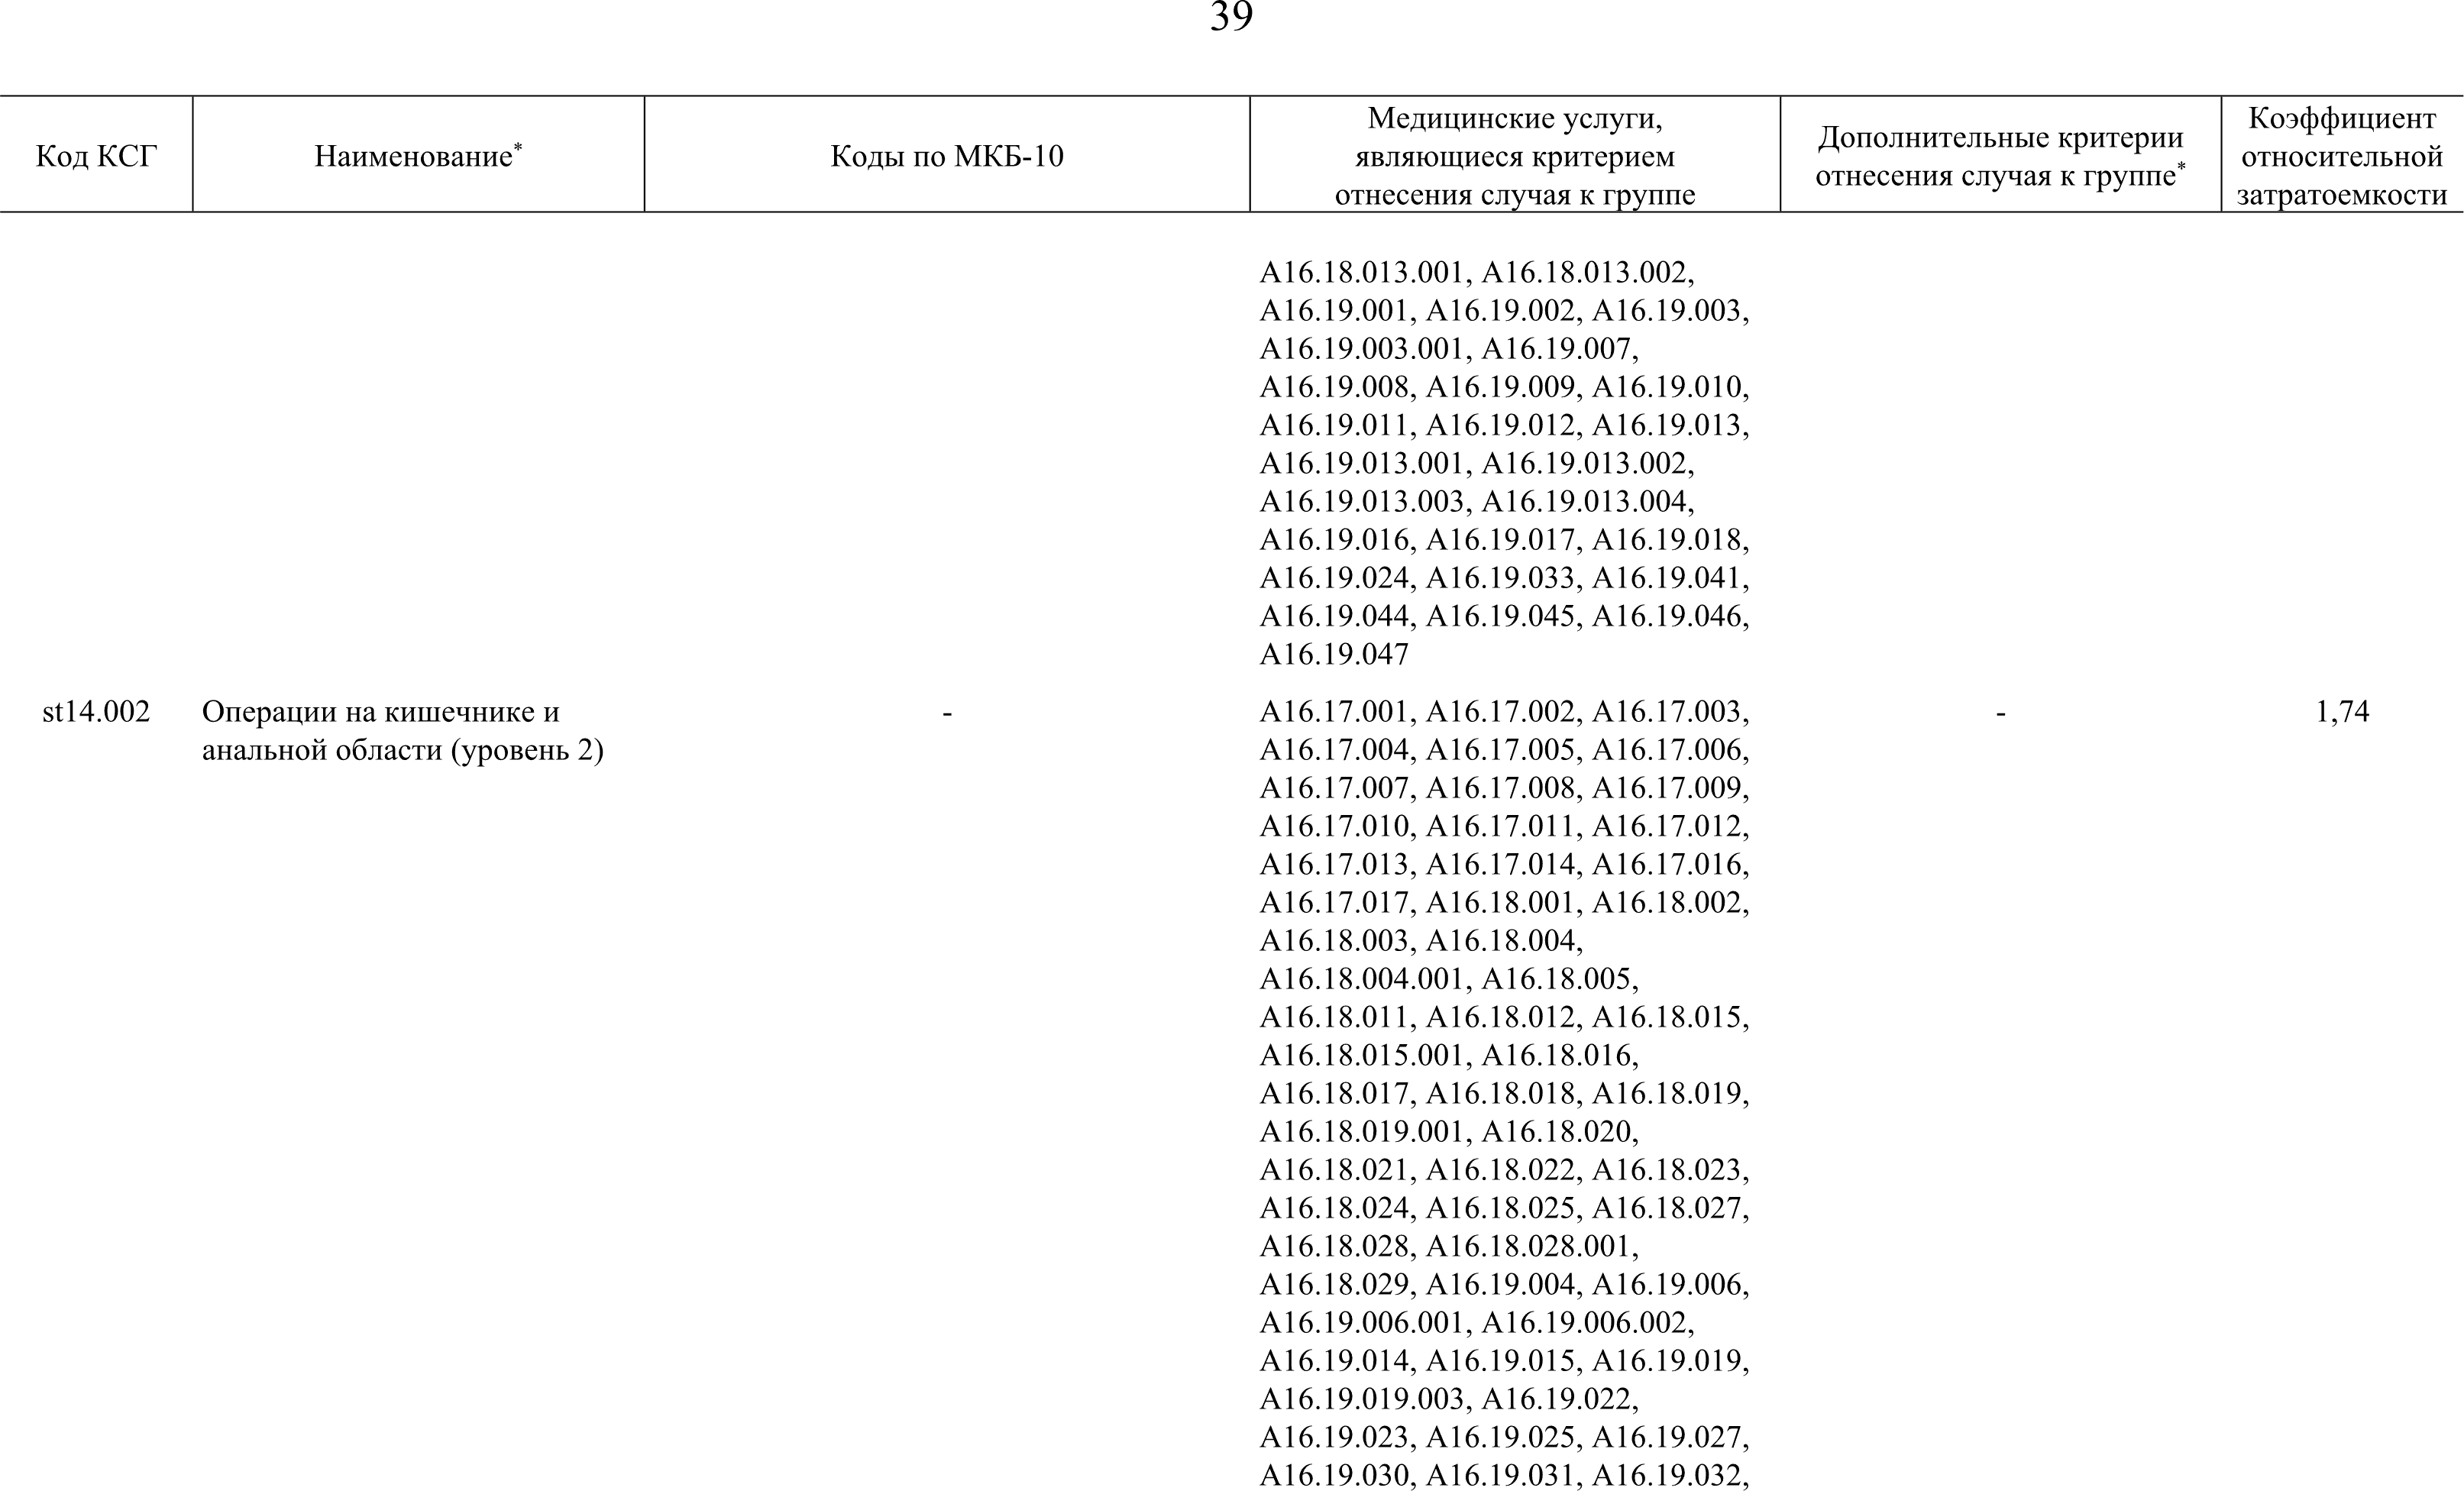 39
Код КСГ
Наименование*
Коды по МКБ-10
Медицинские услуги,
являющиеся критерием
отнесения случая к группе
Дополнительные критерии
отнесения случая к группе*
Коэффициент
относительной
затратоемкости
A16.18.013.001, A16.18.013.002,
A16.19.001, A16.19.002, A16.19.003,
A16.19.003.001, A16.19.007,
A16.19.008, A16.19.009, A16.19.010,
A16.19.011, A16.19.012, A16.19.013,
A16.19.013.001, A16.19.013.002,
A16.19.013.003, A16.19.013.004,
A16.19.016, A16.19.017, A16.19.018,
A16.19.024, A16.19.033, A16.19.041,
A16.19.044, A16.19.045, A16.19.046,
A16.19.047
st14.002
Операции на кишечнике и
анальной области (уровень 2)
-
A16.17.001, A16.17.002, A16.17.003,
A16.17.004, A16.17.005, A16.17.006,
A16.17.007, A16.17.008, A16.17.009,
A16.17.010, A16.17.011, A16.17.012,
A16.17.013, A16.17.014, A16.17.016,
A16.17.017, A16.18.001, A16.18.002,
A16.18.003, A16.18.004,
A16.18.004.001, A16.18.005,
A16.18.011, A16.18.012, A16.18.015,
A16.18.015.001, A16.18.016,
A16.18.017, A16.18.018, A16.18.019,
A16.18.019.001, A16.18.020,
A16.18.021, A16.18.022, A16.18.023,
A16.18.024, A16.18.025, A16.18.027,
A16.18.028, A16.18.028.001,
A16.18.029, A16.19.004, A16.19.006,
A16.19.006.001, A16.19.006.002,
A16.19.014, A16.19.015, A16.19.019,
A16.19.019.003, A16.19.022,
A16.19.023, A16.19.025, A16.19.027,
A16.19.030, A16.19.031, A16.19.032,
-
1,74